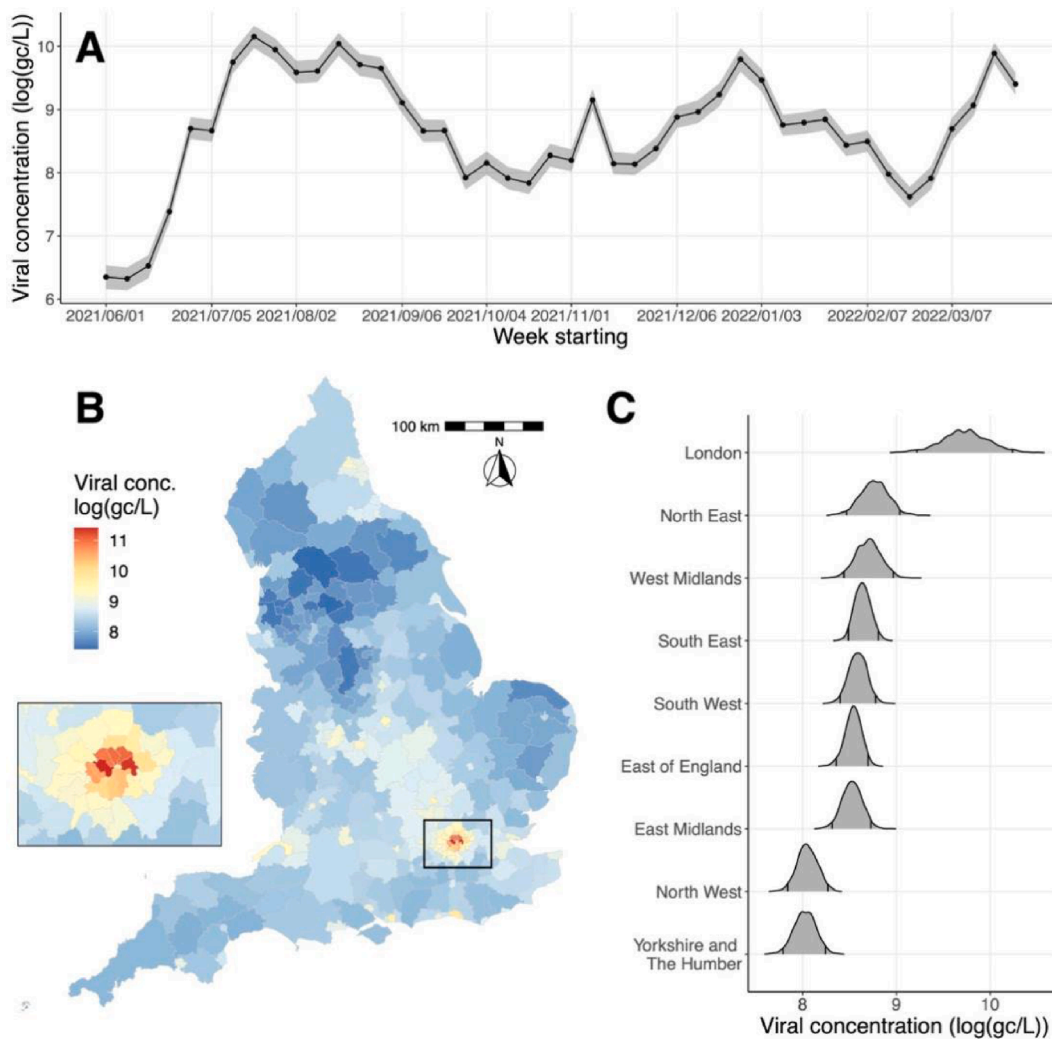 A
Viral concentration (log(gc/L))
10
9
8
7
6
2021/06/01 2021/07/05 2021/08/02 2021/09/06 2021/10/04 2021/11/01 2021/12/06 2022/01/03 2022/02/07 2022/03/07
Week starting
B
100 km
N
Viral conc.
log(gc/L)
11
10
9
8
C
London
North East
West Midlands
South East
South West
East of England
East Midlands
North West
Yorkshire and
The Humber
8 9 10
Viral concentration (log(gc/L))